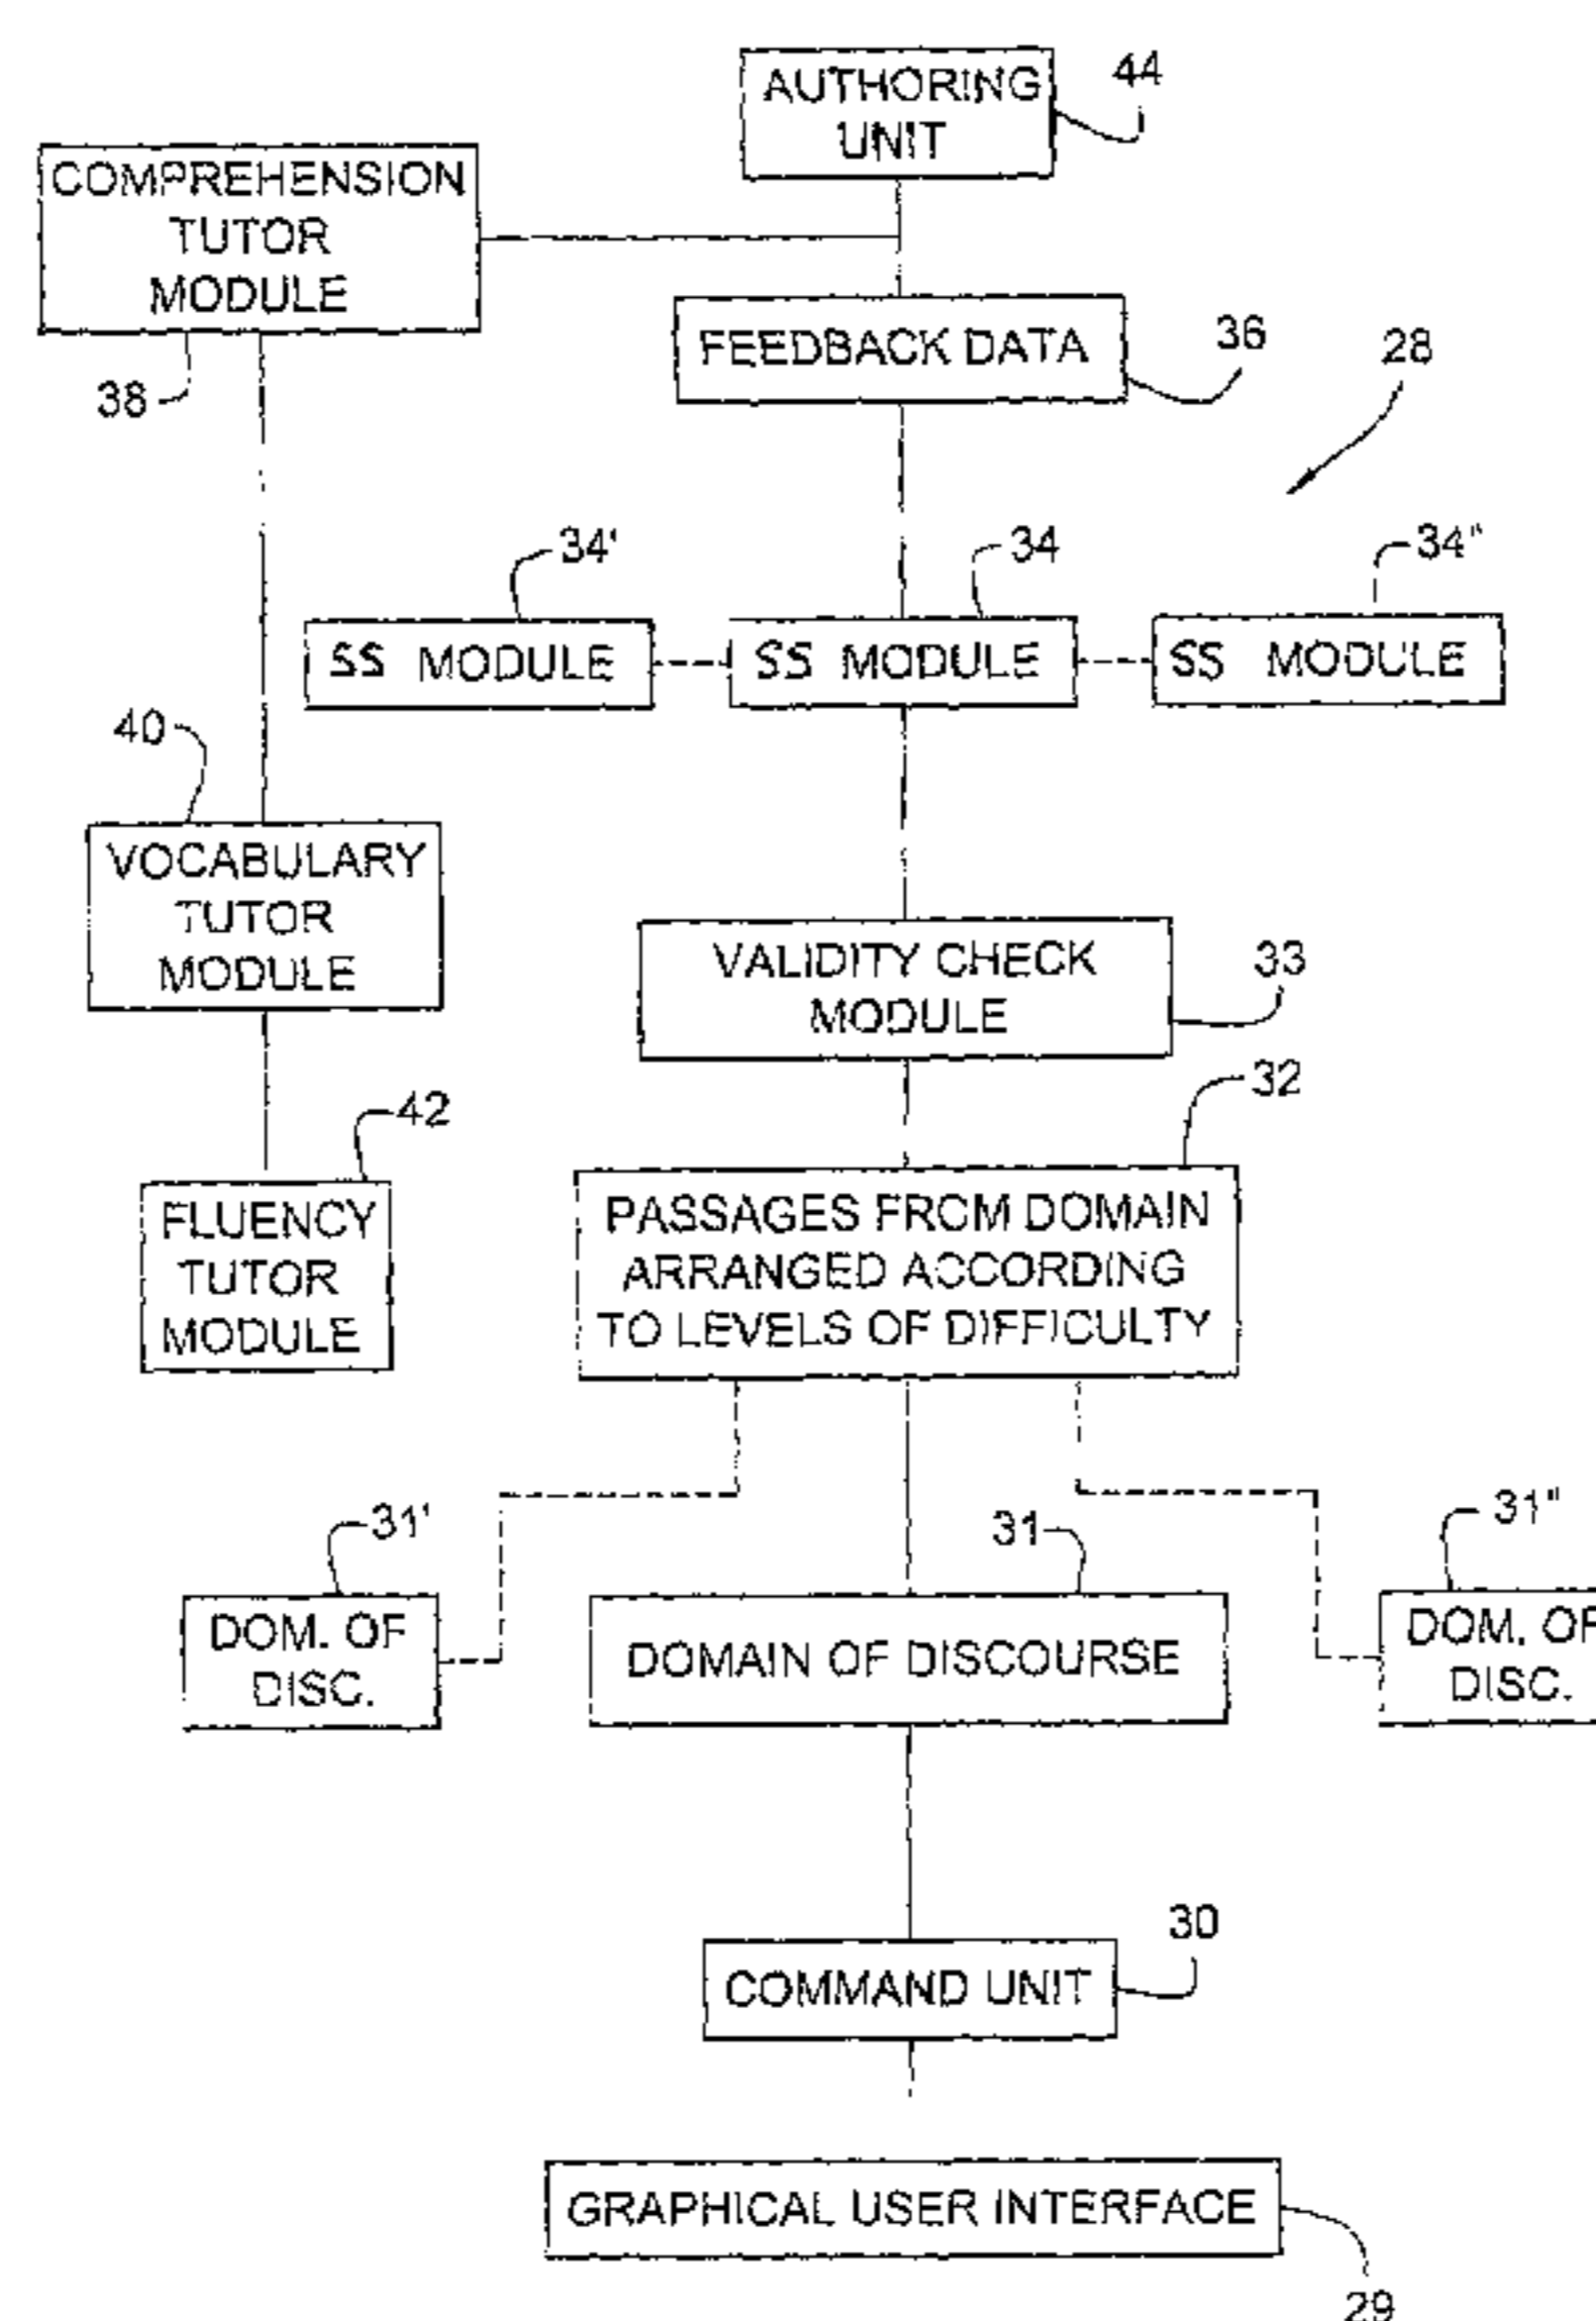 AUTHORING
UNIT
44
COMPREHENSION
TUTOR
MODULE
38
FEEDBACK DATA
36
28
34'
34
34"
SS MODULE
SS MODULE
SS MODULE
40
VOCABULARY
TUTOR
MODULE
VALIDITY CHECK
MODULE
33
42
FLUENCY
TUTOR
MODULE
32
PASSAGES FROM DOMAIN
ARRANGED ACCORDING
TO LEVELS OF DIFFICULTY
31'
DOM. OF
DISC.
31
DOMAIN OF DISCOURSE
31"
DOM. OF
DISC.
30
COMMAND UNIT
GRAPHICAL USER INTERFACE
29